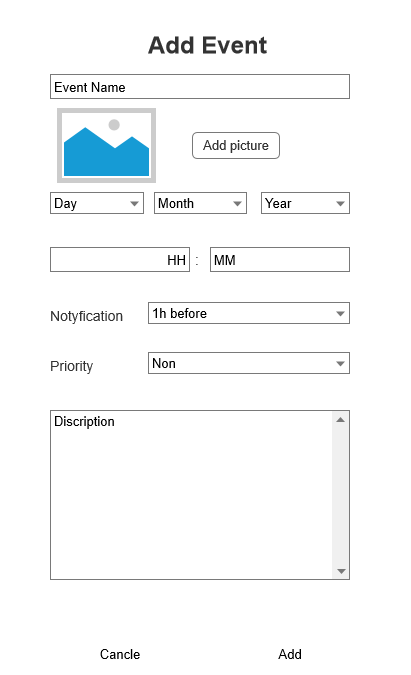 Add Event
Event Name
Add picture
Day Month Year
HH : MM
Notyfication 1h before
Priority Non
Discription
Cancle Add